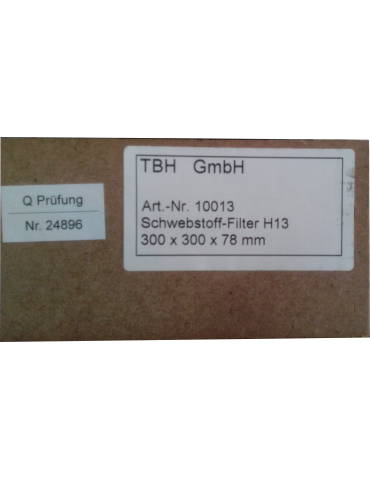 Q Prüfung
Nr. 24896
TBH GmbH
Art.-Nr. 10013
Schwebstoff-Filter H13
300 x 300 x 78 mm